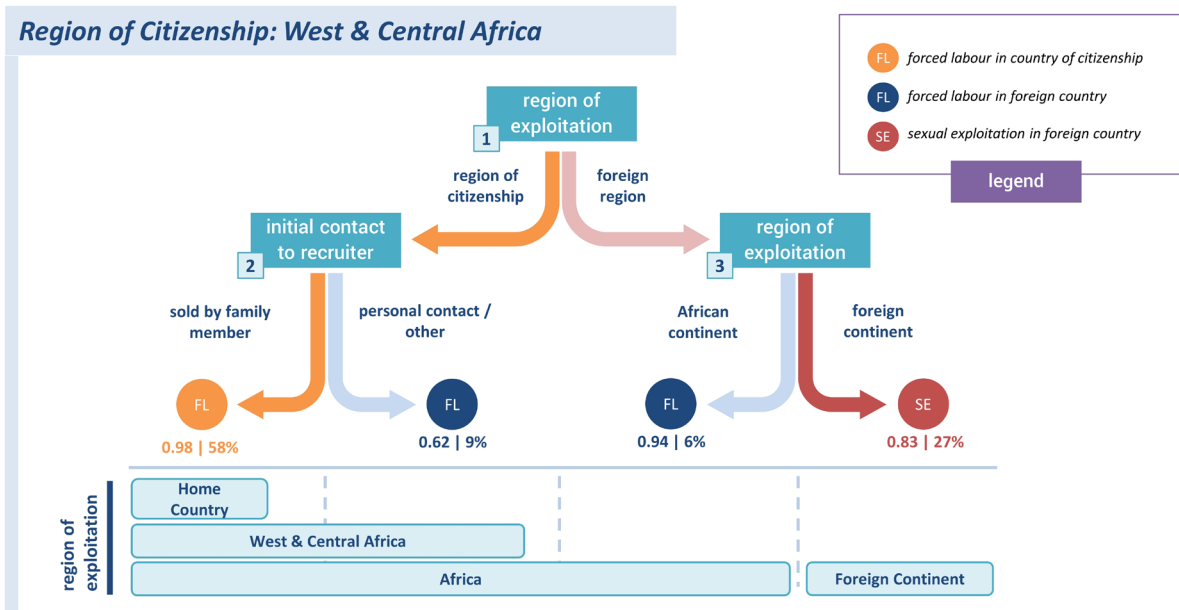 Region of Citizenship: West & Central Africa
FL forced labour in country of citizenship
FL forced labour in foreign country
SE sexual exploitation in foreign country
legend
region of
exploitation
1
region of
citizenship
foreign
region
initial contact
to recruiter
2
region of
exploitation
3
sold by family
member
personal contact /
other
African
continent
foreign
continent
FL
0.98 | 58%
FL
0.62 | 9%
FL
0.94 | 6%
SE
0.83 | 27%
region of
exploitation
Home
Country
West & Central Africa
Africa
Foreign Continent